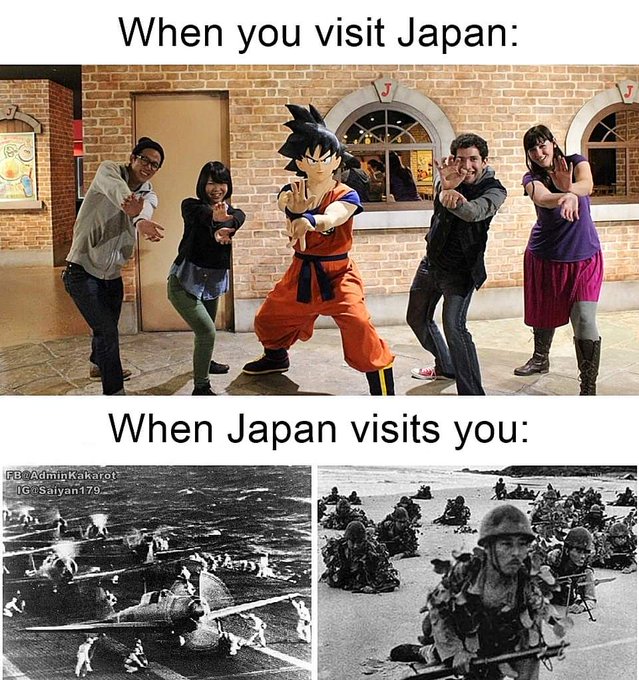 When you visit Japan:
J
J
J
When Japan visits you:
FB@AdminKakarot
IG@Saiyan179